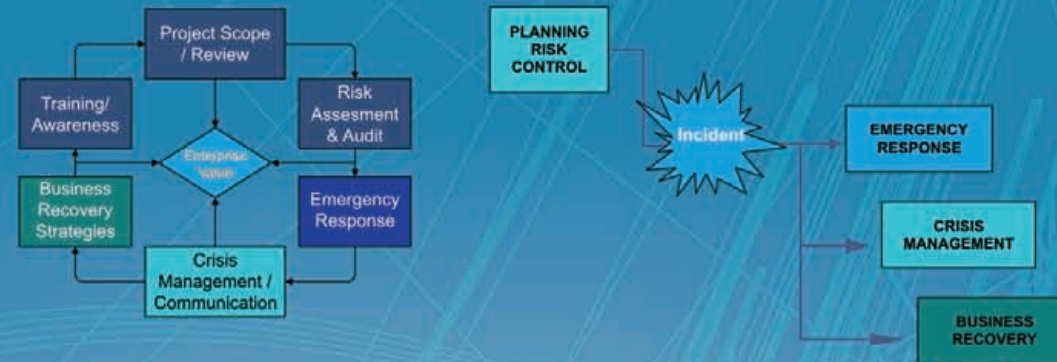 Project Scope
/ Review
Training/
Awareness
Risk
Assesment
& Audit
Enterprise
Value
Business
Recovery
Strategies
Emergency
Response
Crisis
Management /
Communication
PLANNING
RISK
CONTROL
Incident
EMERGENCY
RESPONSE
CRISIS
MANAGEMENT
BUSINESS
RECOVERY